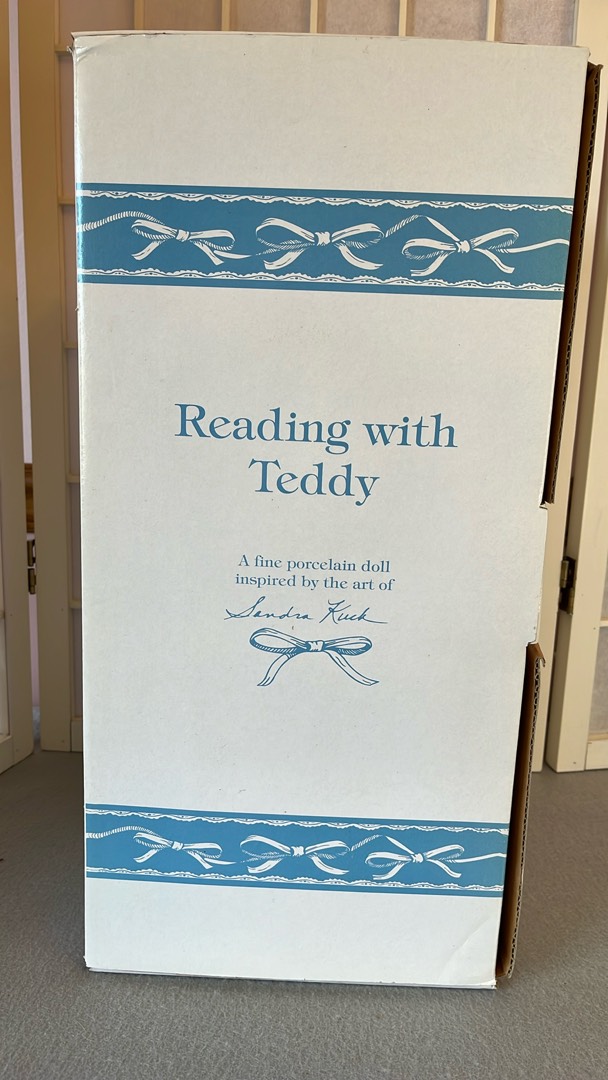 Reading with
Teddy
A fine porcelain doll
inspired by the art of
Sandra Kuck